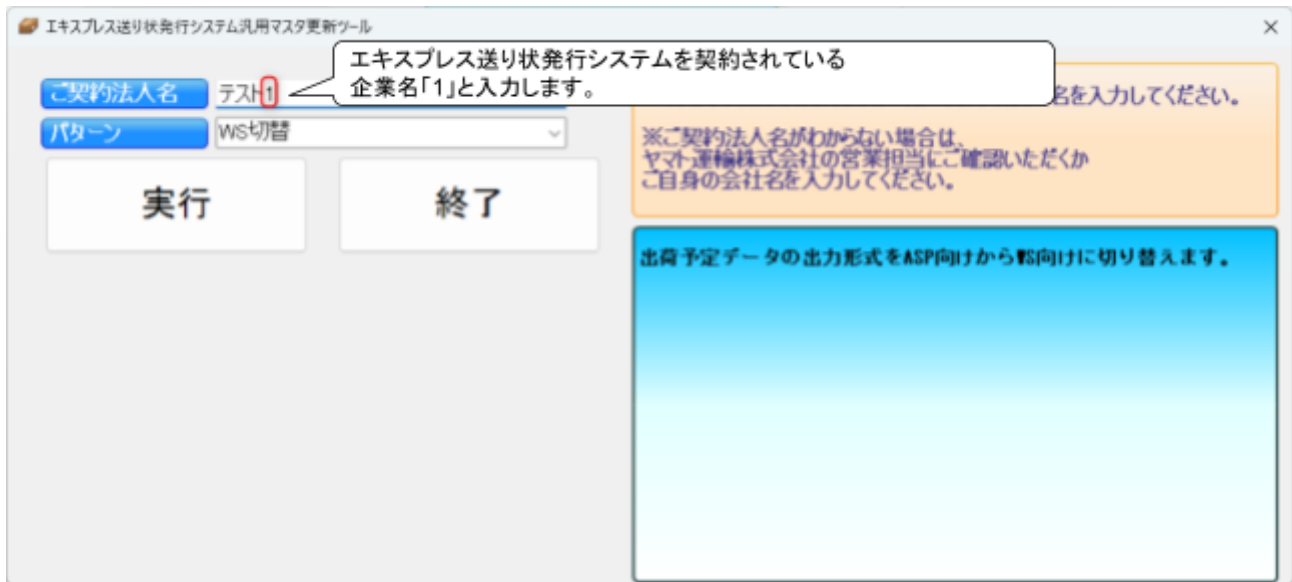 エキスプレス送り状発行システム汎用マスタ更新ツール
エキスプレス送り状発行システムを契約されている
企業名「1」と入力します。
ご契約法人名
テスト1
名を入力してください。
パターン
WS切替
※ご契約法人名がわからない場合は、
ヤマト運輸株式会社の営業担当にご確認いただくか
ご自身の会社名を入力してください。
実行
終了
出荷予定データの出力形式をASP向けからWS向けに切り替えます。